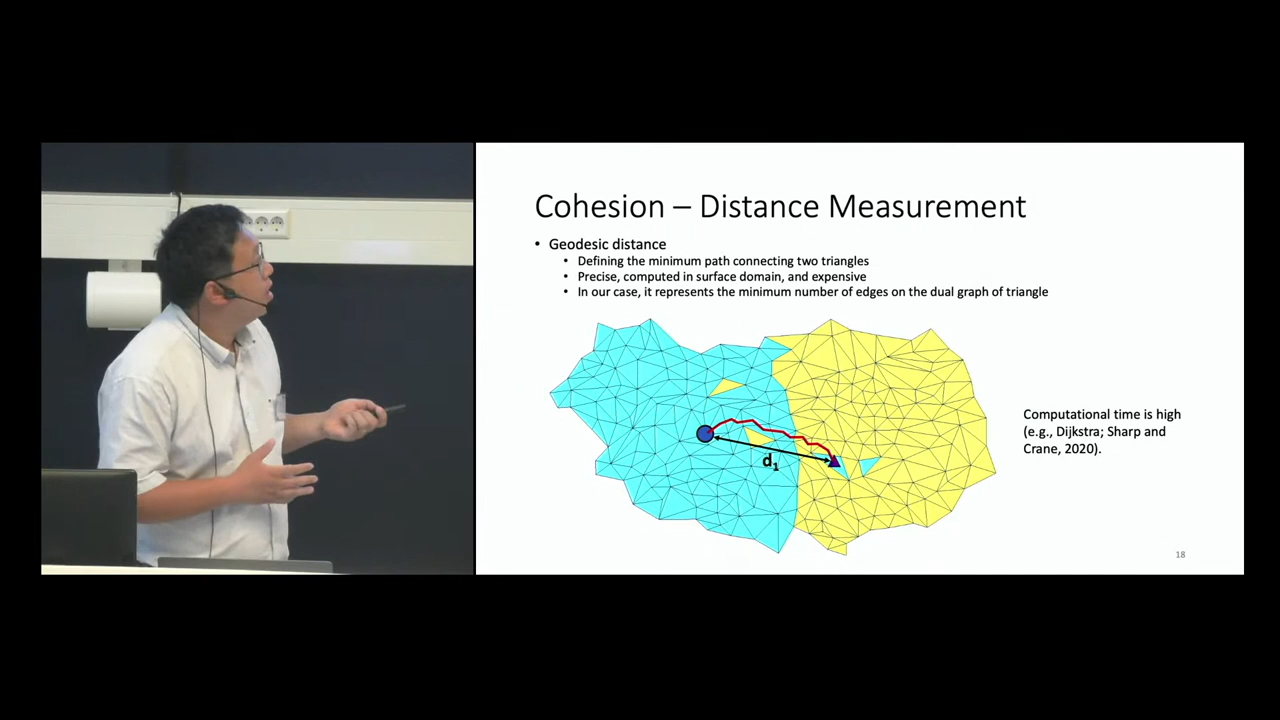 Cohesion – Distance Measurement
• Geodesic distance
• Defining the minimum path connecting two triangles
• Precise, computed in surface domain, and expensive
• In our case, it represents the minimum number of edges on the dual graph of triangle
Computational time is high
(e.g., Dijkstra; Sharp and
Crane, 2020).
d₁
18